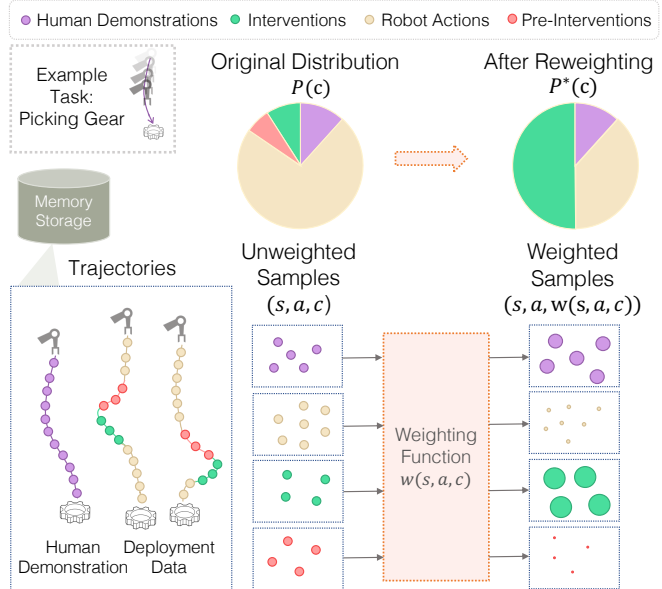 Human Demonstrations
Interventions
Robot Actions
Pre-Interventions
Example
Task:
Picking Gear
Original Distribution
P(c)
After Reweighting
P*(c)
Memory
Storage
Trajectories
Unweighted
Samples
(s, a, c)
Weighted
Samples
(s, a, w(s, a, c))
Weighting
Function
w(s, a, c)
Human
Demonstration
Deployment
Data